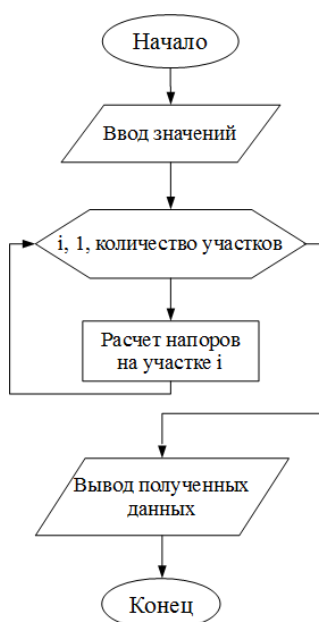 Начало
Ввод значений
i, 1, количество участков
Расчет напоров
на участке i
Вывод полученных
данных
Конец